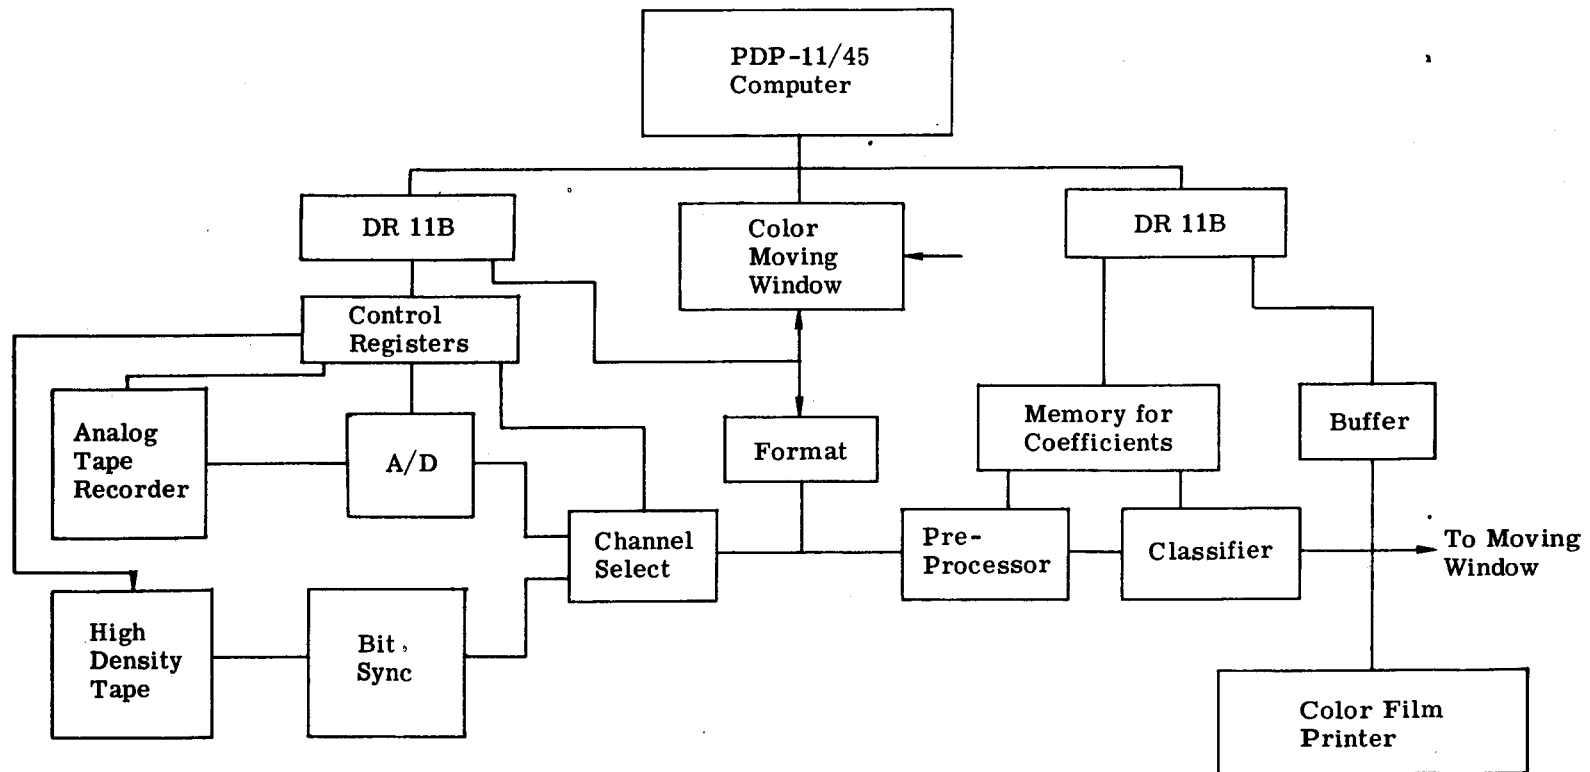 PDP-11/45
Computer
DR 11B
Color
Moving
Window
DR 11B
Control
Registers
Analog
Tape
Recorder
A/D
Format
Memory for
Coefficients
Buffer
Channel
Select
Pre-
Processor
Classifier
To Moving
Window
High
Density
Tape
Bit
Sync
Color Film
Printer